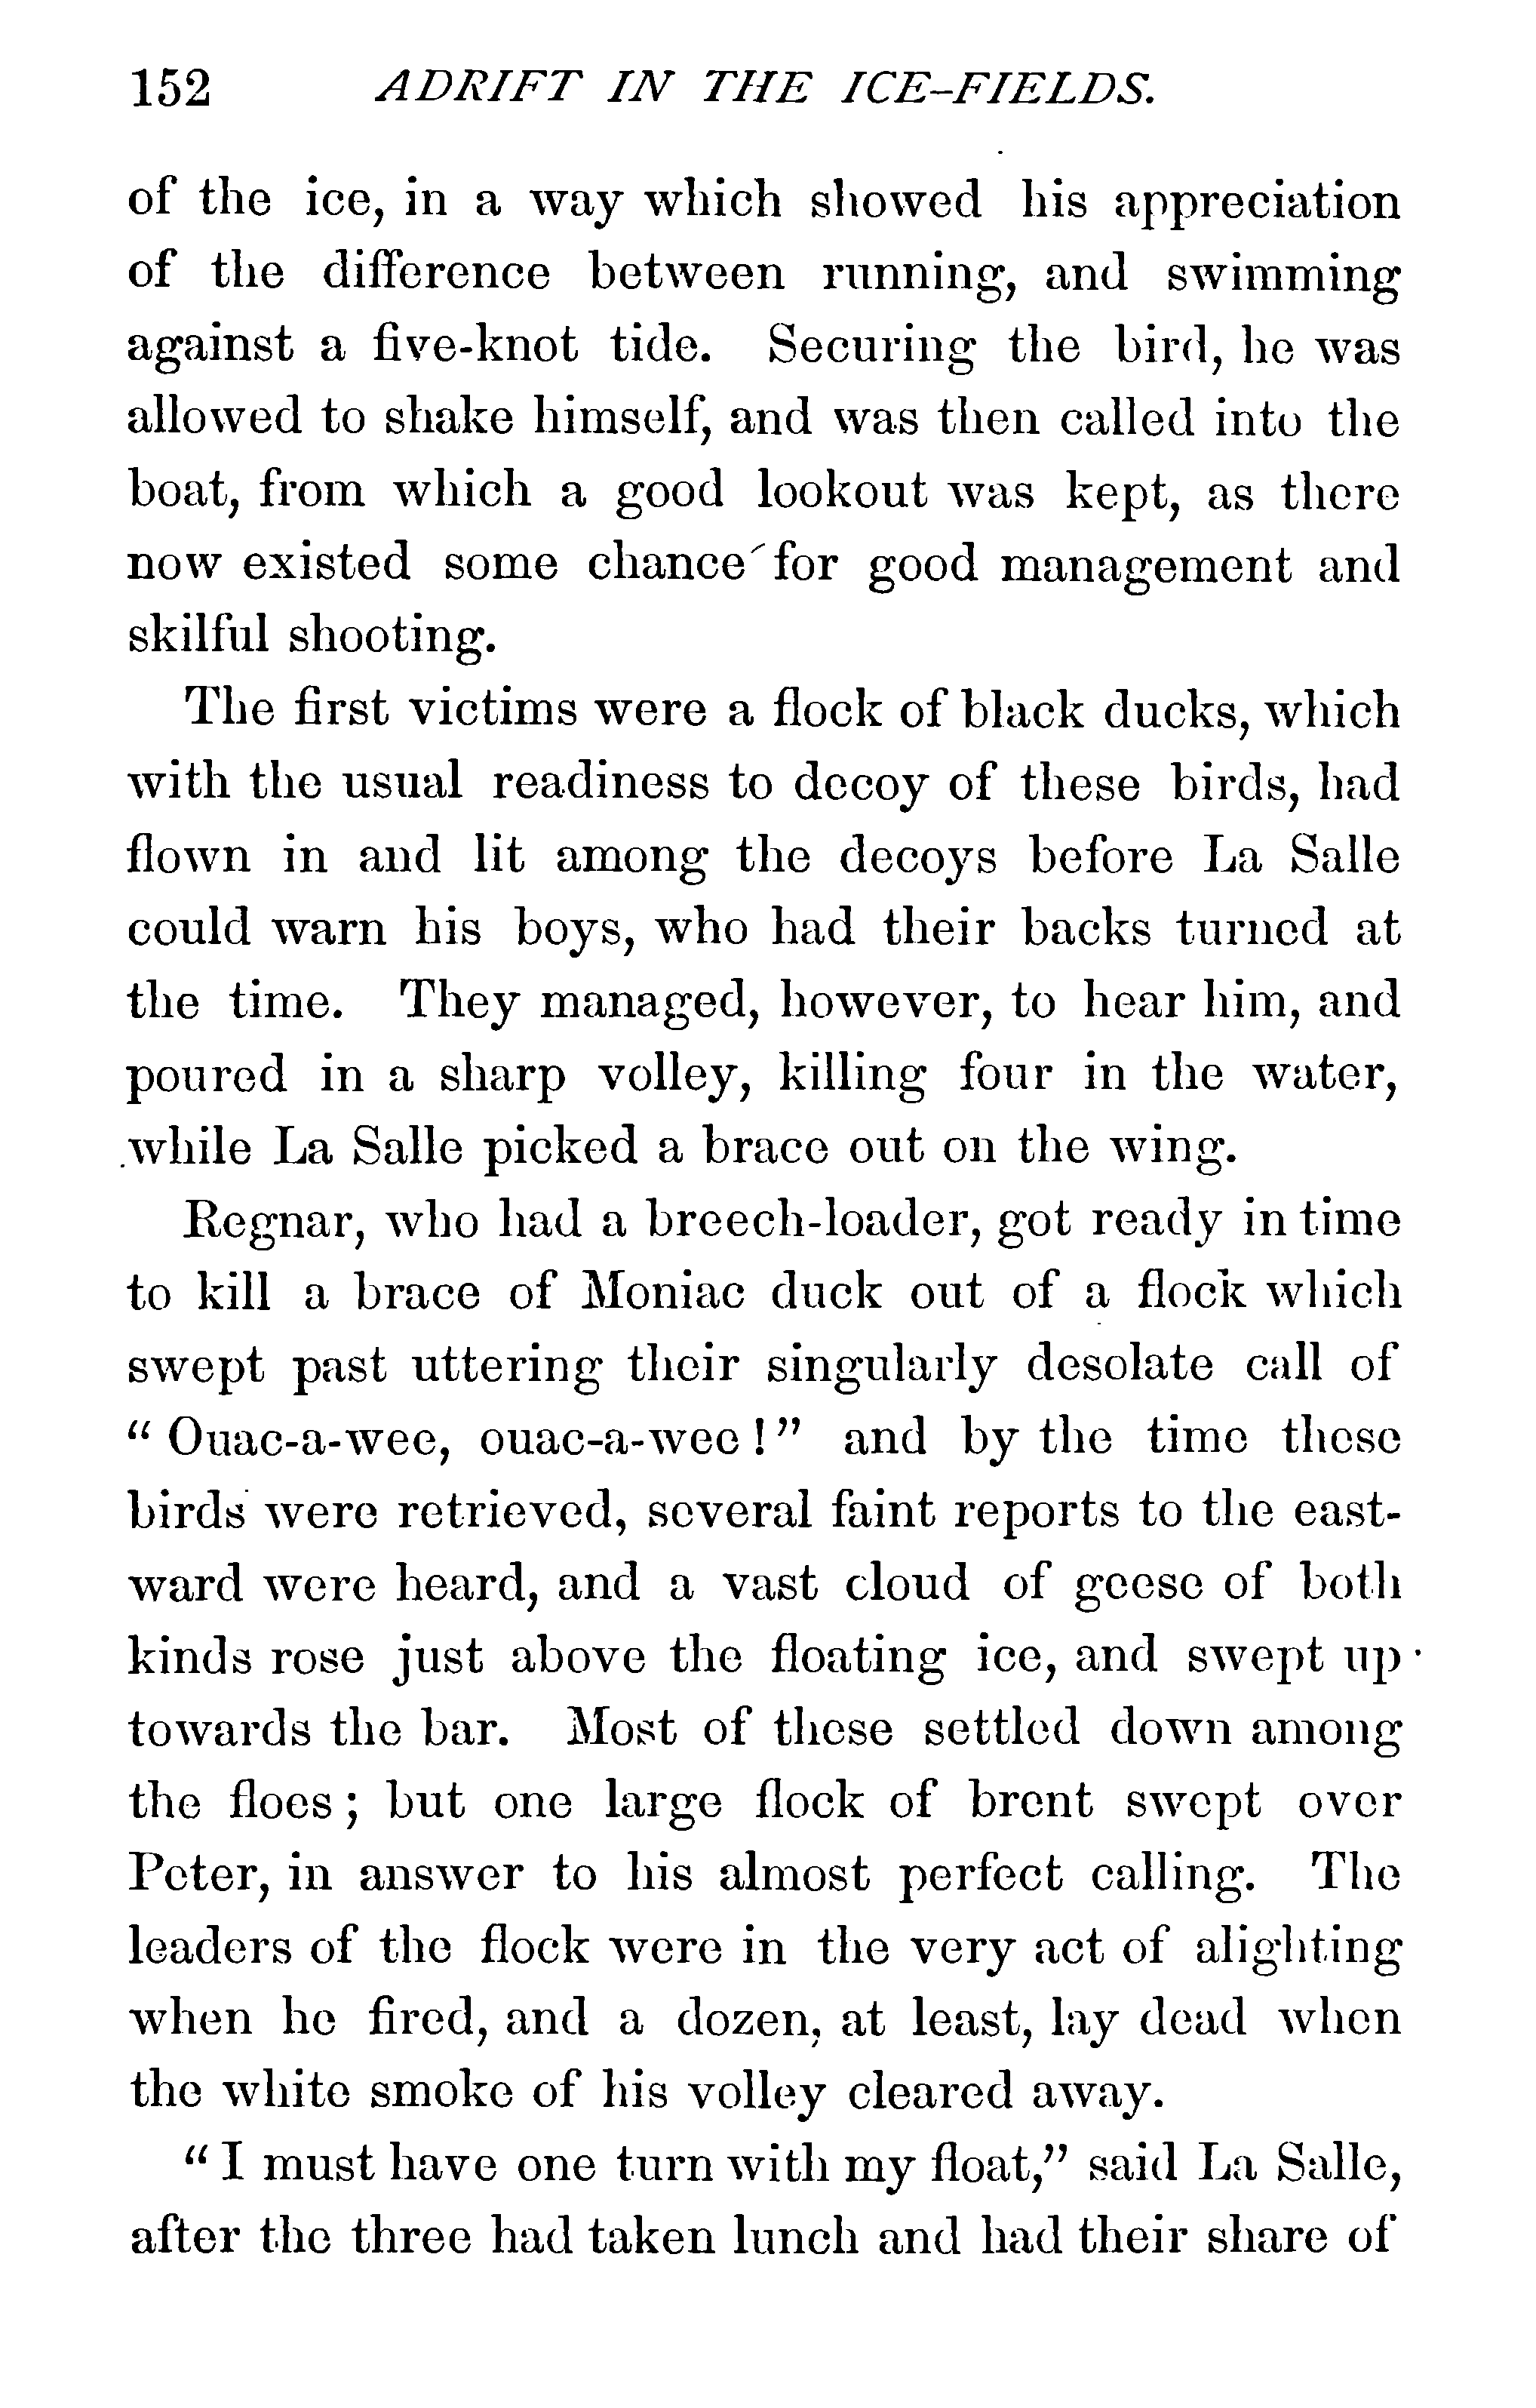 152 ADRIFT IN THE ICE-FIELDS.
of the ice, in a way which showed his appreciation
of the difference between running, and swimming
against a five-knot tide. Securing the bird, he was
allowed to shake himself, and was then called into the
boat, from which a good lookout was kept, as there
now existed some chance for good management and
skilful shooting.
The first victims were a flock of black ducks, which
with the usual readiness to decoy of these birds, had
flown in and lit among the decoys before La Salle
could warn his boys, who had their backs turned at
the time. They managed, however, to hear him, and
poured in a sharp volley, killing four in the water,
while La Salle picked a brace out on the wing.
Regnar, who had a breech-loader, got ready in time
to kill a brace of Moniac duck out of a flock which
swept past uttering their singularly desolate call of
“Ouac-a-wee, ouac-a-wee!” and by the time these
birds were retrieved, several faint reports to the east-
ward were heard, and a vast cloud of geese of both
kinds rose just above the floating ice, and swept up
towards the bar. Most of these settled down among
the floes; but one large flock of brent swept over
Peter, in answer to his almost perfect calling. The
leaders of the flock were in the very act of alighting
when he fired, and a dozen, at least, lay dead when
the white smoke of his volley cleared away.
“I must have one turn with my float,” said La Salle,
after the three had taken lunch and had their share of